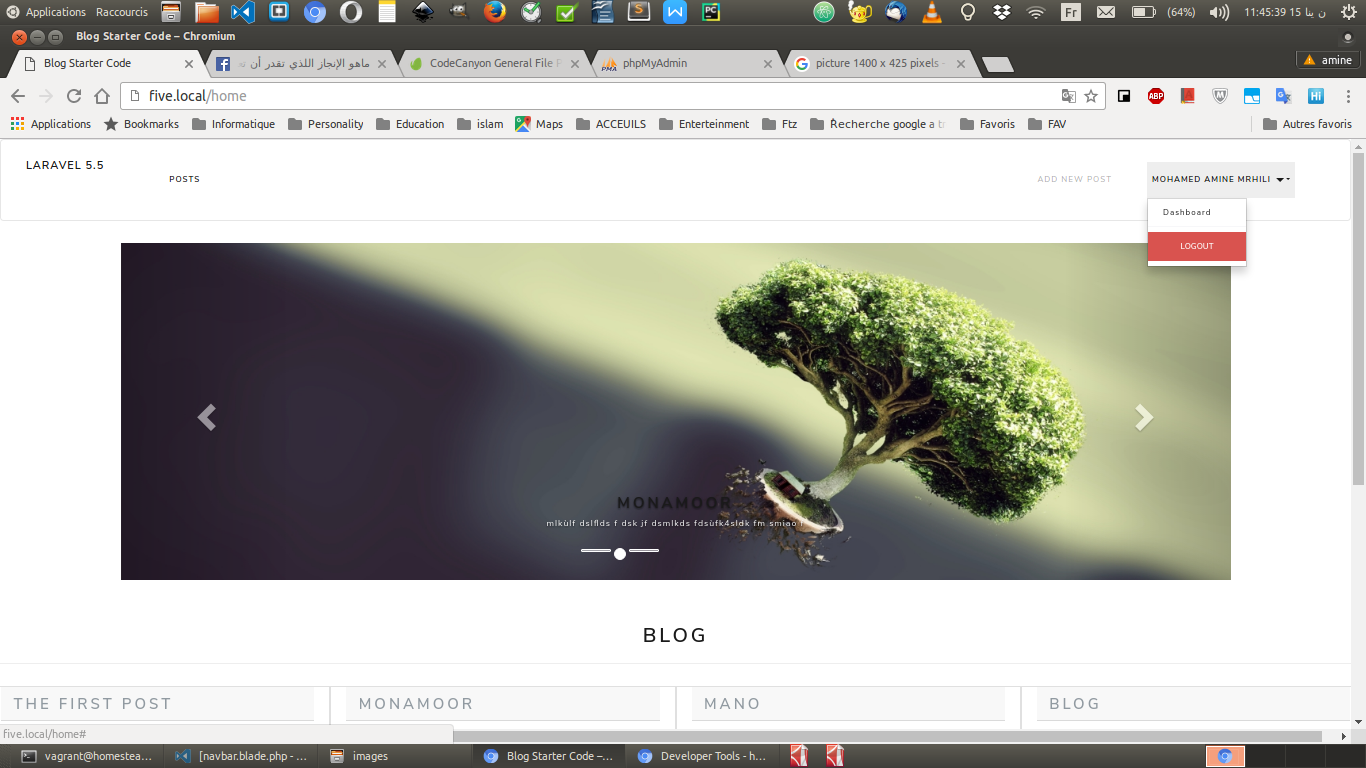 Applications Raccourcis
Fr (64%) 11:45:39 15
Blog Starter Code – Chromium
Blog Starter Code
ماهو الإنجاز اللذي تقدر أن
CodeCanyon General File P
phpMyAdmin
picture 1400 x 425 pixels -
amine
five.local/home
ABP
Hi
Applications Bookmarks Informatique Personality Education islam Maps ACCEUILS Enterteinment Ftz Recherche google a Favoris FAV Autres favoris
LARAVEL 5.5
POSTS
ADD NEW POST
MOHAMED AMINE MRHILI
Dashboard
LOGOUT
MONAMOOR
mlkùlf dslflds f dsk jf dsmlkds fdsùfk4sldk fm smiao r
BLOG
THE FIRST POST
MONAMOOR
MANO
BLOG
five.local/home#
vagrant@homestea...
[navbar.blade.php - ...
images
Blog Starter Code –...
Developer Tools - h...